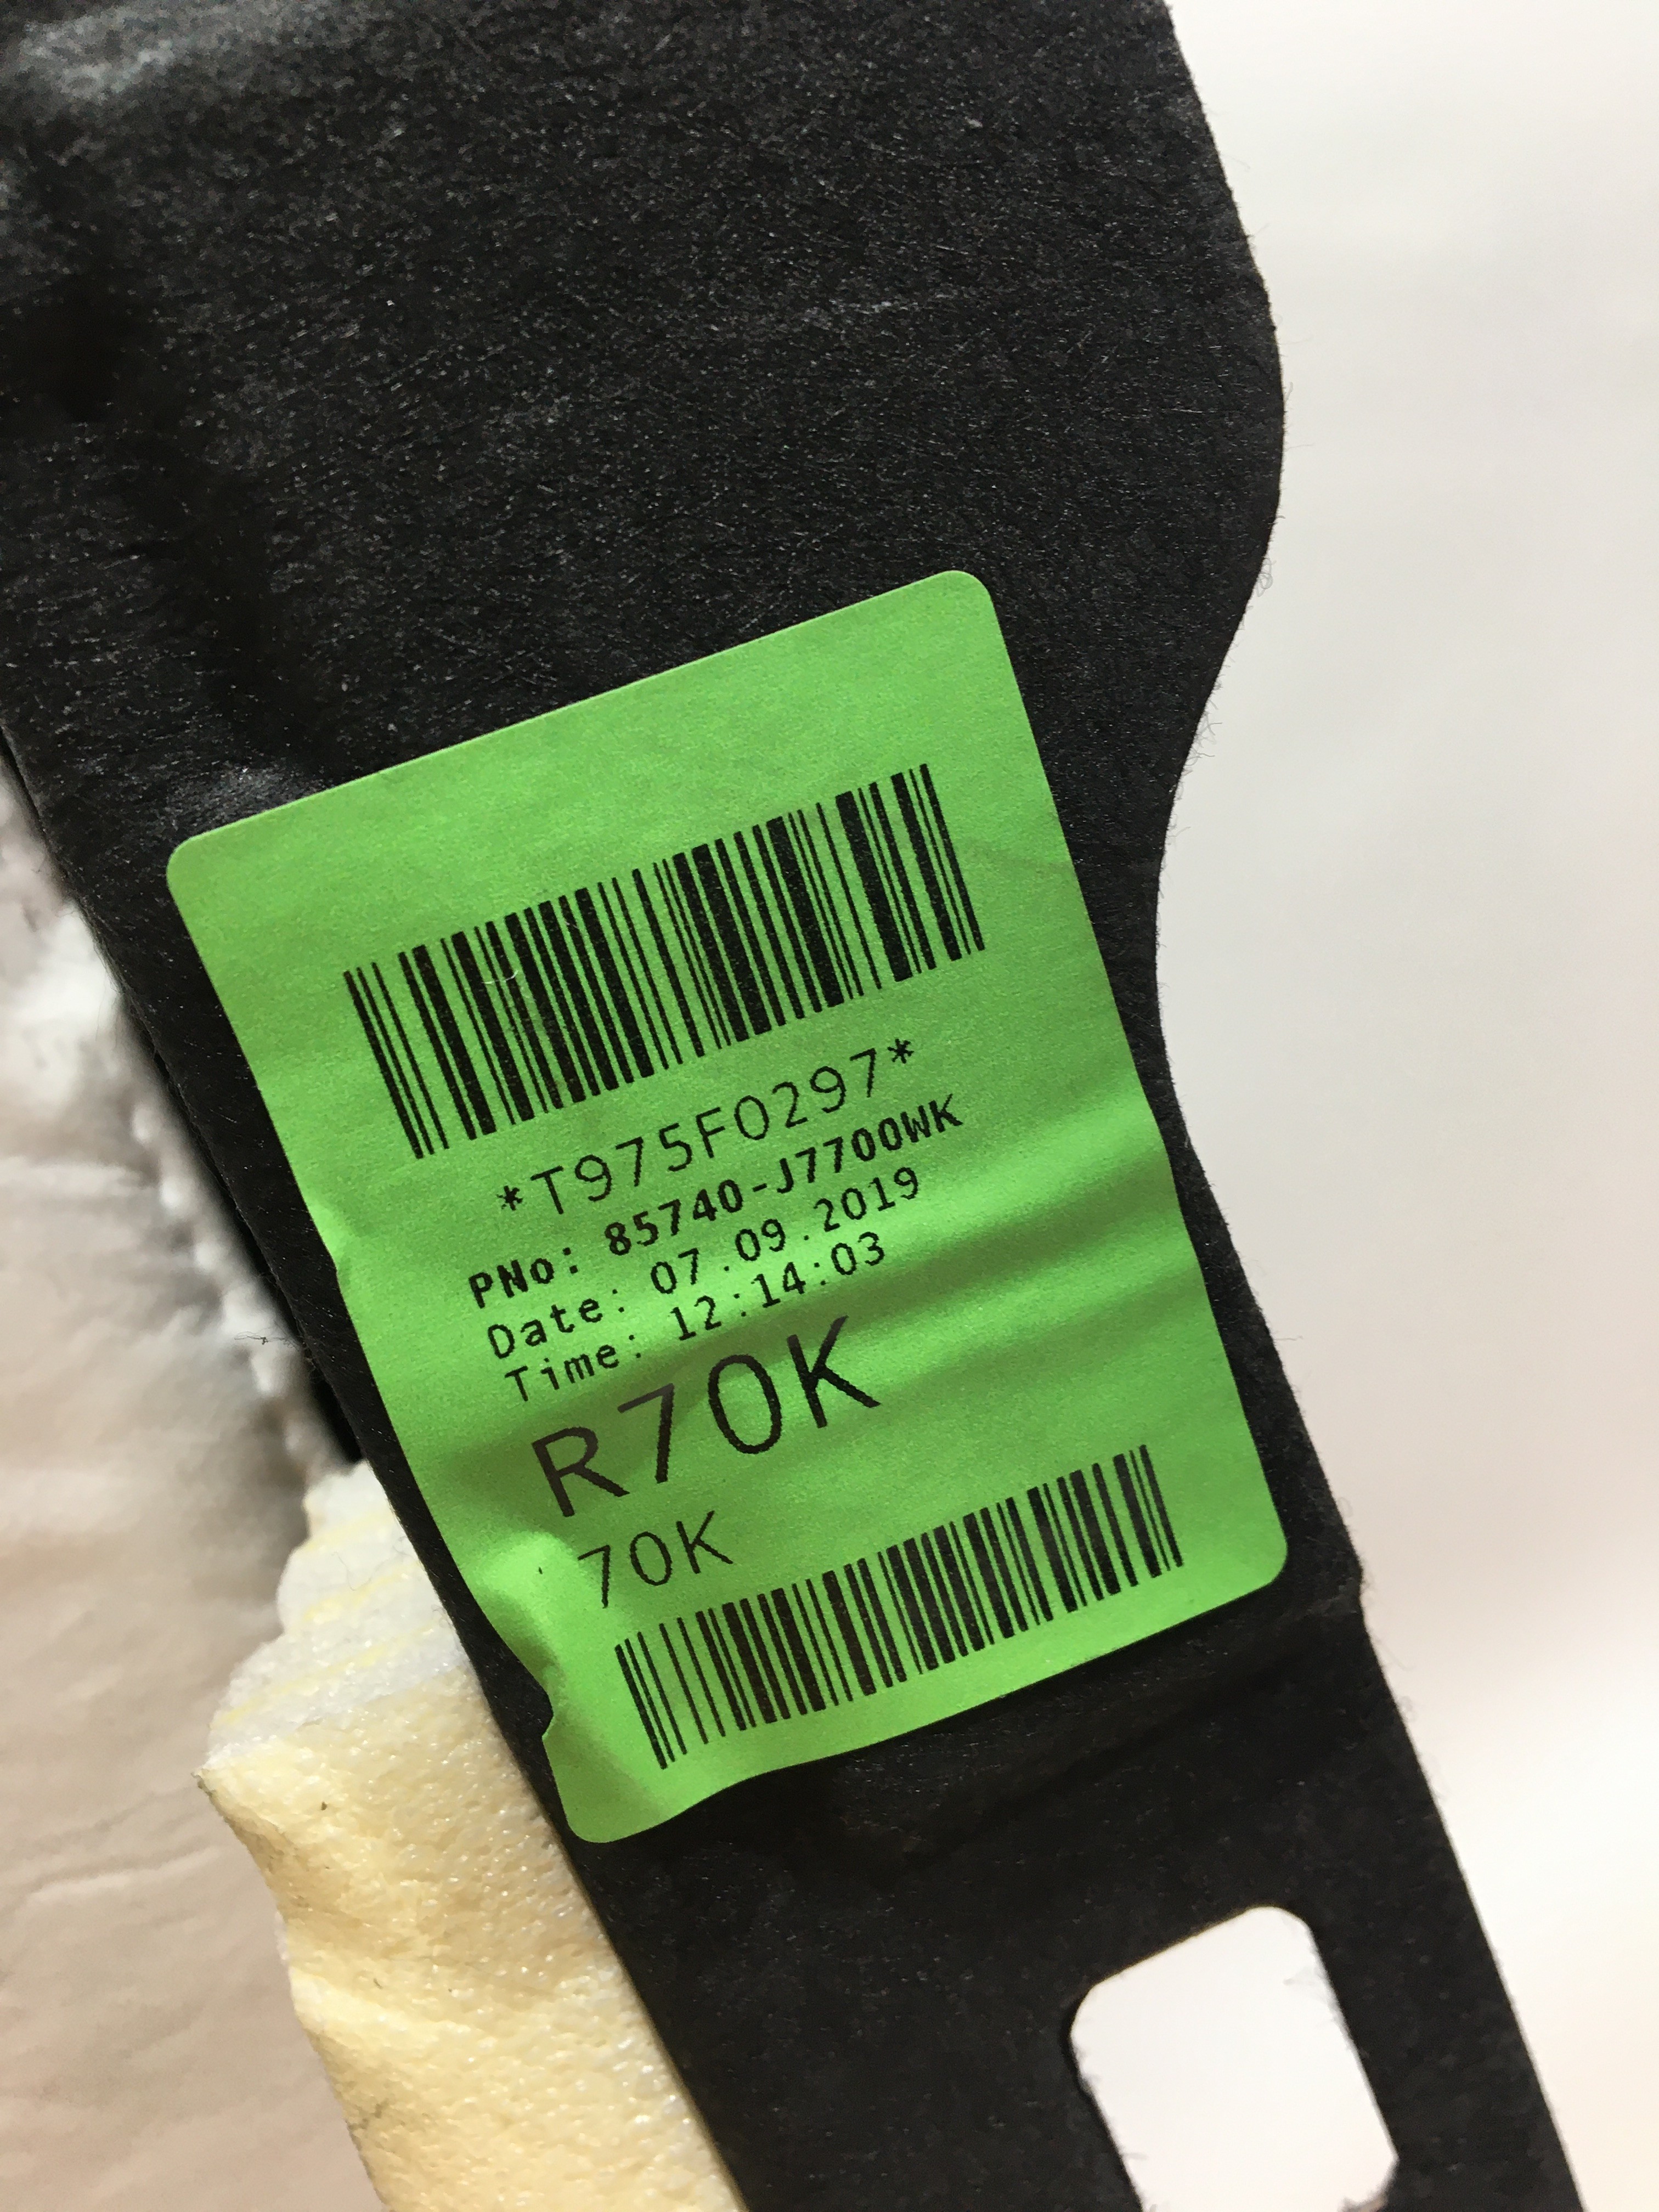 *T975F0297*
PNo: 85740-J7700WK
Date: 07.09.2019
Time: 12:14:03
R70K
70K